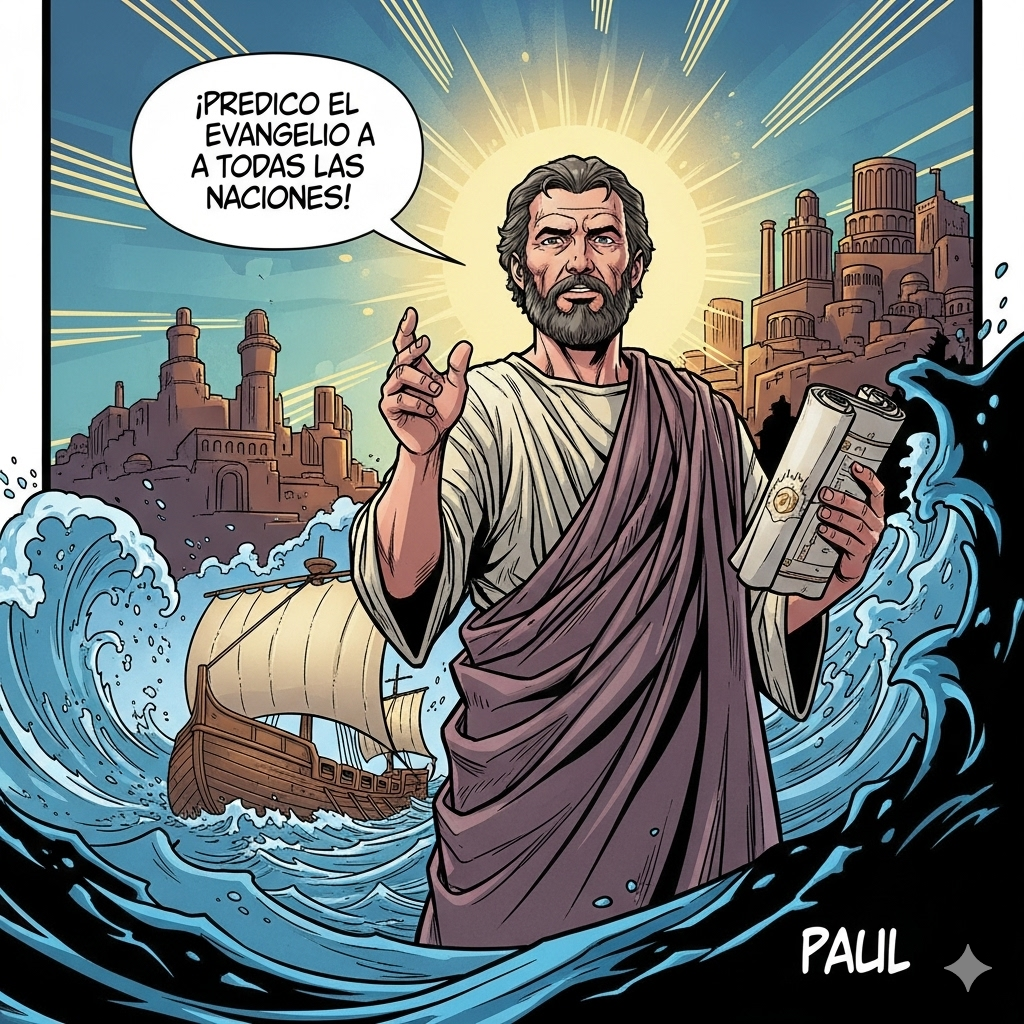 ¡PREDICO EL
EVANGELIO A
A TODAS LAS
NACIONES!
PAUL